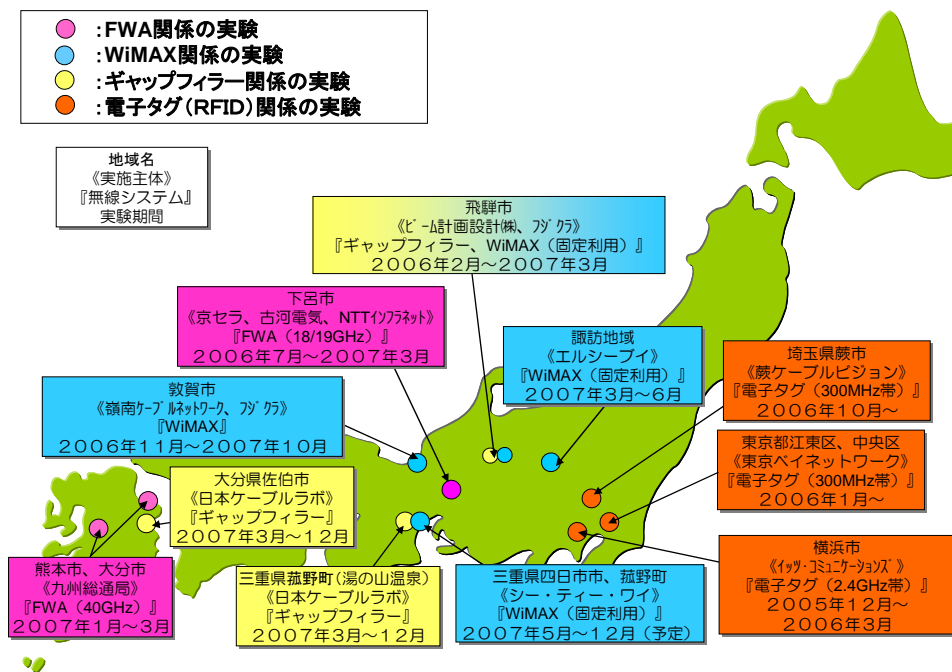 :FWA関係の実験
:WiMAX関係の実験
:ギャップフィラー関係の実験
:電子タグ(RFID)関係の実験
地域名
《実施主体》
『無線システム』
実験期間
飛騨市
《ビーム計画設計㈱、フジクラ》
『ギャップフィラー、WiMAX（固定利用）』
２００６年２月～２００７年３月
下呂市
《京セラ、古河電気、NTTインフラネット》
『FWA（18/19GHz）』
２００６年７月～２００７年３月
諏訪地域
《エルシーブイ》
『WiMAX（固定利用）』
２００７年３月～６月
埼玉県蕨市
《蕨ケーブルビジョン》
『電子タグ（300MHz帯）』
２００６年１０月～
敦賀市
《嶺南ケーブルネットワーク、フジクラ》
『WiMAX』
２００６年１１月～２００７年１０月
東京都江東区、中央区
《東京ベイネットワーク》
『電子タグ（300MHz帯）』
２００６年１月～
大分県佐伯市
《日本ケーブルラボ》
『ギャップフィラー』
２００７年３月～１２月
熊本市、大分市
《九州総通局》
『FWA（40GHz）』
２００７年１月～３月
三重県菰野町(湯の山温泉)
《日本ケーブルラボ》
『ギャップフィラー』
２００７年３月～１２月
三重県四日市市、菰野町
《シー・ティー・ワイ》
『WiMAX（固定利用）』
２００７年５月～１２月（予定）
横浜市
《イッツ・コミュニケーションズ》
『電子タグ（2.4GHz帯）』
２００５年１２月～
２００６年３月